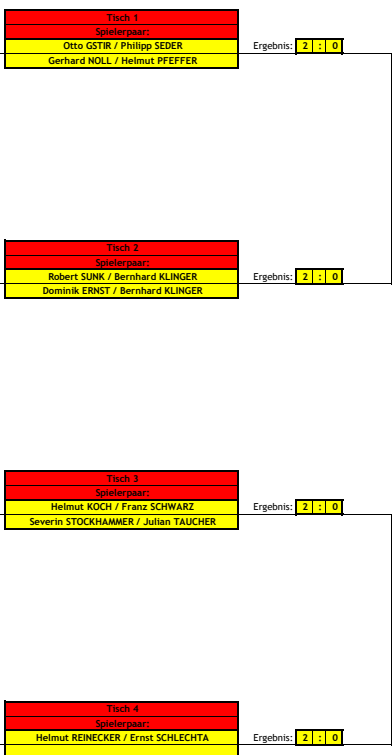 Tisch 1
Spielerpaar:
Otto GSTIR / Philipp SEDER Ergebnis: 2 : 0
Gerhard NOLL / Helmut PFEFFER
Tisch 2
Spielerpaar:
Robert SUNK / Bernhard KLINGER Ergebnis: 2 : 0
Dominik ERNST / Bernhard KLINGER
Tisch 3
Spielerpaar:
Helmut KOCH / Franz SCHWARZ Ergebnis: 2 : 0
Severin STOCKHAMMER / Julian TAUCHER
Tisch 4
Spielerpaar:
Helmut REINECKER / Ernst SCHLECHTA Ergebnis: 2 : 0